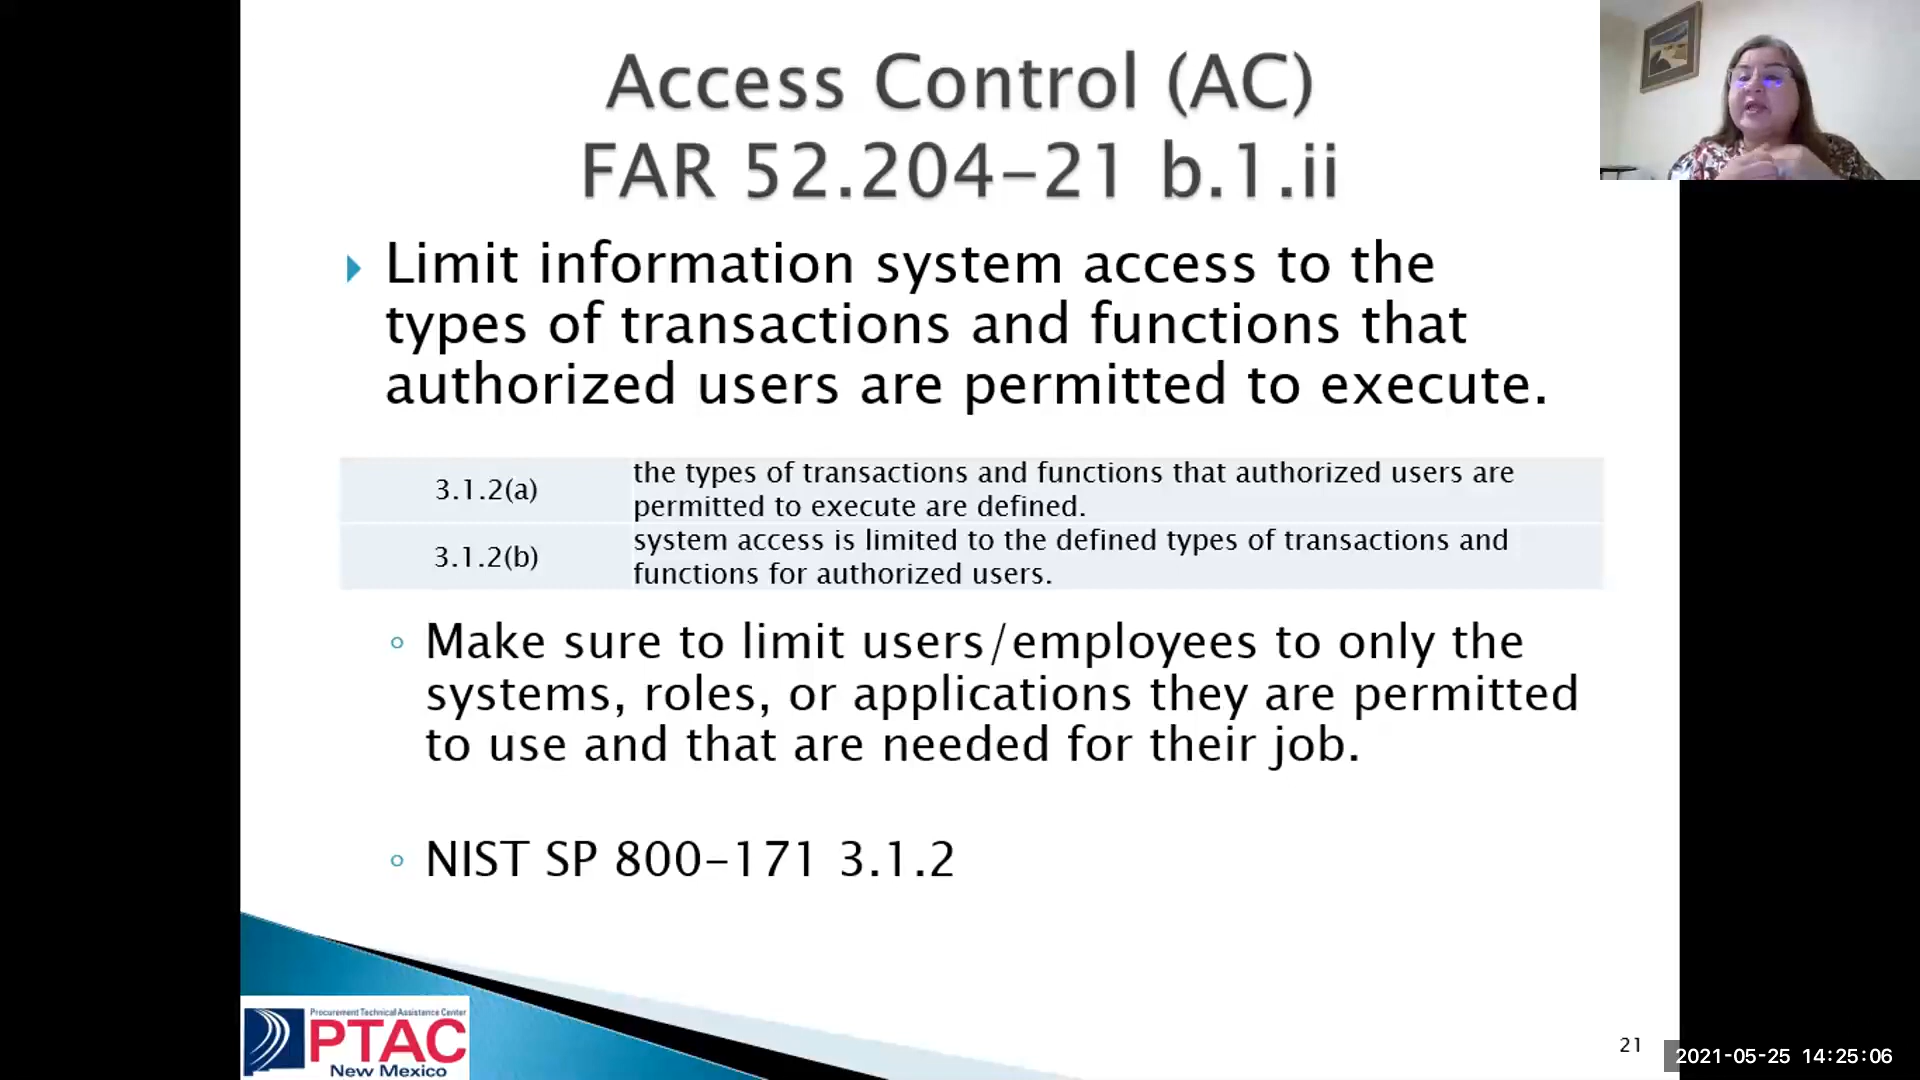 Access Control (AC)
FAR 52.204-21 b.1.ii
Limit information system access to the
types of transactions and functions that
authorized users are permitted to execute.
3.1.2(a)
the types of transactions and functions that authorized users are
permitted to execute are defined.
3.1.2(b)
system access is limited to the defined types of transactions and
functions for authorized users.
Make sure to limit users/employees to only the
systems, roles, or applications they are permitted
to use and that are needed for their job.
NIST SP 800-171 3.1.2
Procurement Technical Assistance Center
PTAC
New Mexico
21
2021-05-25 14:25:06